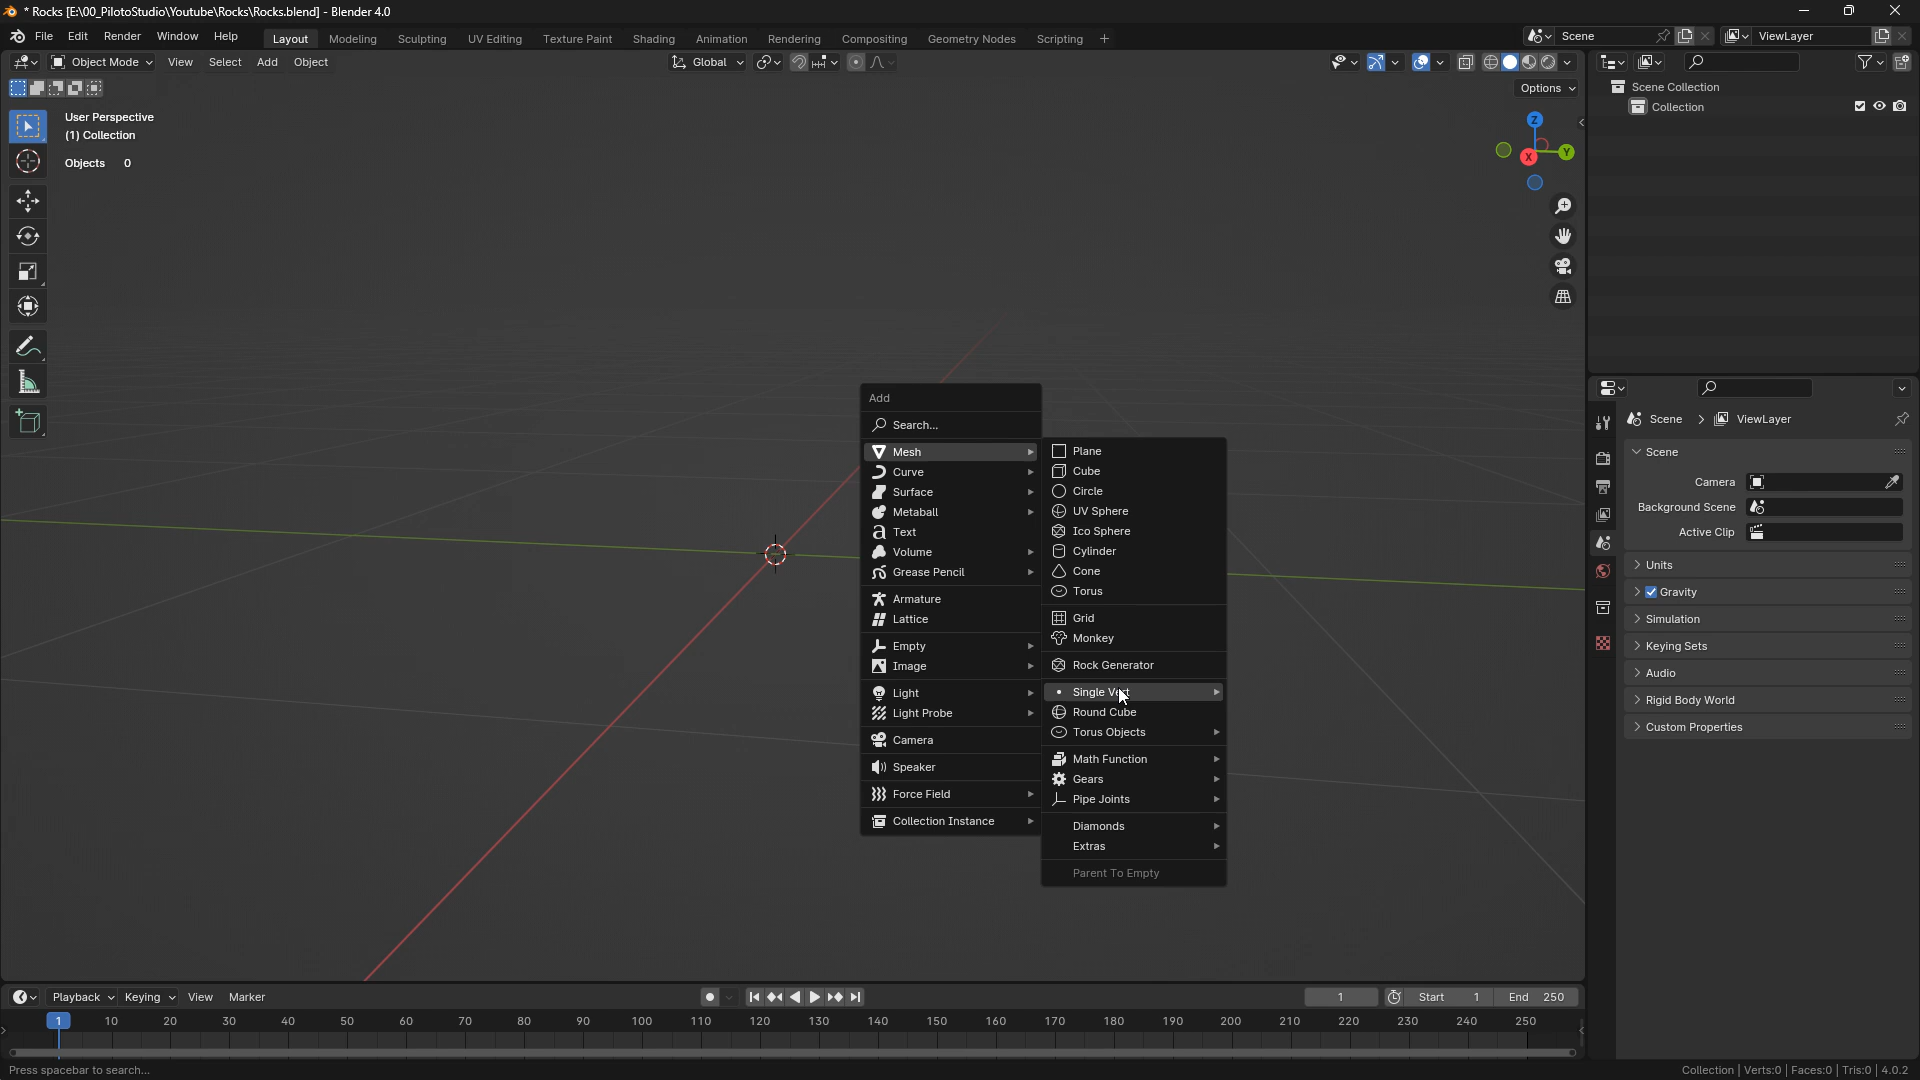 * Rocks [E:\00_PilotoStudio\Youtube\Rocks\Rocks.blend] - Blender 4.0
File Edit Render Window Help Layout Modeling Sculpting UV Editing Texture Paint Shading Animation Rendering Compositing Geometry Nodes Scripting + Scene ViewLayer
Object Mode View Select Add Object Global
Options
User Perspective
(1) Collection
Objects 0
Z
X
Y
Scene Collection
Collection
Add
Search...
Mesh
Curve
Surface
Metaball
Text
Volume
Grease Pencil
Armature
Lattice
Empty
Image
Light
Light Probe
Camera
Speaker
Force Field
Collection Instance
Plane
Cube
Circle
UV Sphere
Ico Sphere
Cylinder
Cone
Torus
Grid
Monkey
Rock Generator
Single Vert
Round Cube
Torus Objects
Math Function
Gears
Pipe Joints
Diamonds
Extras
Parent To Empty
Scene > ViewLayer
Scene
Camera
Background Scene
Active Clip
Units
Gravity
Simulation
Keying Sets
Audio
Rigid Body World
Custom Properties
Playback Keying View Marker 1 Start 1 End 250
1 10 20 30 40 50 60 70 80 90 100 110 120 130 140 150 160 170 180 190 200 210 220 230 240 250
Press spacebar to search... Collection | Verts:0 | Faces:0 | Tris:0 | 4.0.2